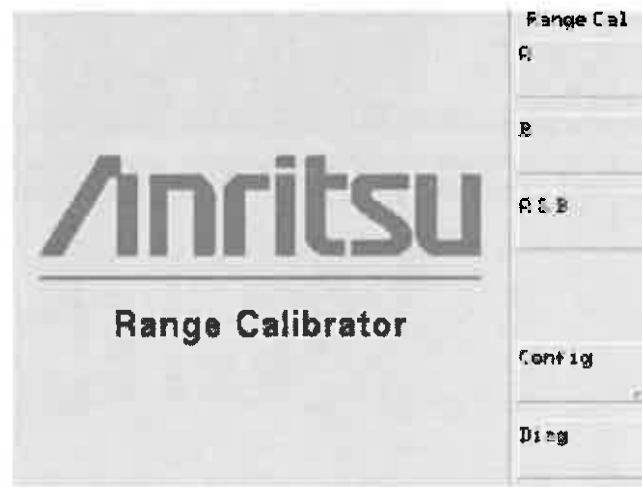 Anritsu
Range Calibrator
Range Cal
A
B
A & B
Config
Diag